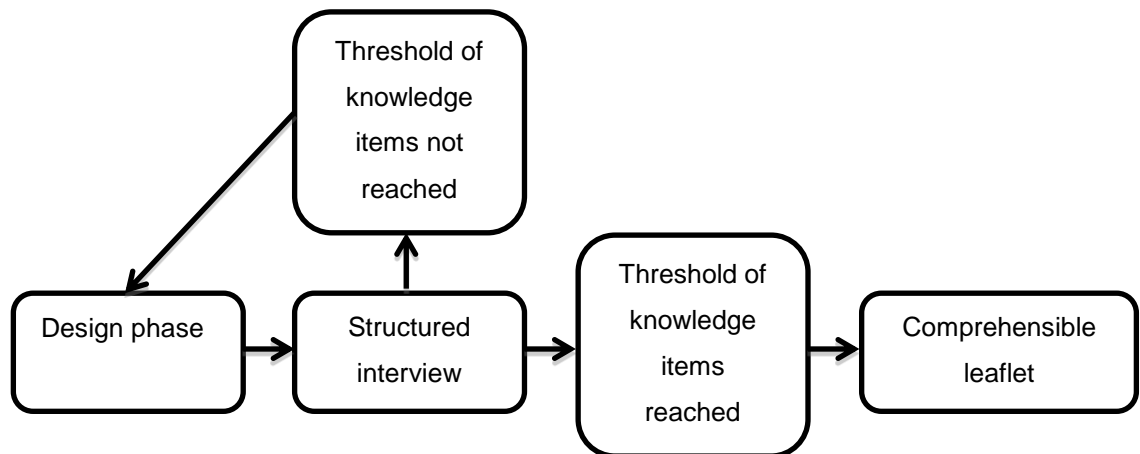 Threshold of
knowledge
items not
reached
Design phase
Structured
interview
Threshold of
knowledge
items
reached
Comprehensible
leaflet